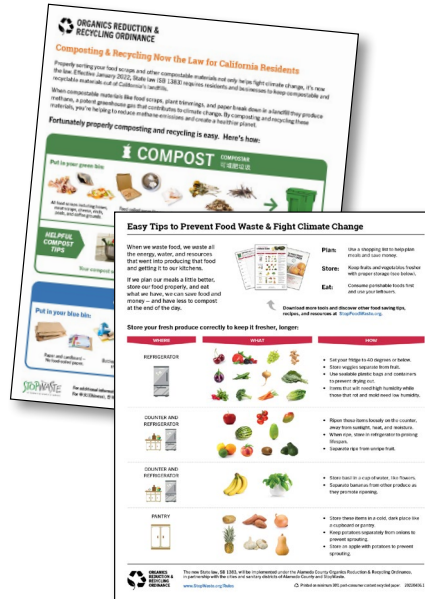 ORGANICS REDUCTION &
RECYCLING ORDINANCE
Composting & Recycling Now the Law for California Residents
Properly sorting your food scraps and other compostable materials not only helps fight climate change, it's now
the law. Effective January 2022, State law (SB 1383) requires residents and businesses to keep compostable and
recyclable materials out of California's landfills.
When compostable materials like food scraps, plant trimmings, and paper break down in a landfill they produce
methane, a potent greenhouse gas that contributes to climate change. By composting and recycling these
materials, you're helping to reduce methane emissions and create a healthier planet.
Fortunately properly composting and recycling is easy. Here's how:
COMPOST
COMPOSTAR
Put in your green bin:
HELPFUL
COMPOST
TIPS
Put in your blue bin:
STOPWASTE
Easy Tips to Prevent Food Waste & Fight Climate Change
When we waste food, we waste all
the energy, water, and resources
that went into producing that food
and getting it to our kitchens.
If we plan our meals a little better,
store our food properly, and eat
what we have, we can save food and
money – and have less to compost
at the end of the day.
Plan: Use a shopping list to help plan
meals and save money.
Store: Keep fruits and vegetables fresher
with proper storage (see below).
Eat: Consume perishable foods first
and use your leftovers.
Download more tools and discover other food saving tips,
recipes, and resources at StopFoodWaste.org.
Store your fresh produce correctly to keep it fresher, longer:
WHERE WHAT HOW
REFRIGERATOR
• Set your fridge to 40 degrees or below.
• Store veggies separate from fruit.
• Use sealable plastic bags and containers
to prevent drying out.
• Items that wilt need high humidity while
those that rot and mold need low humidity.
COUNTER AND
REFRIGERATOR
• Ripen these items loosely on the counter,
away from sunlight, heat, and moisture.
• When ripe, store in refrigerator to prolong
lifespan.
• Separate ripe from unripe fruit.
COUNTER AND
REFRIGERATOR
• Store basil in a cup of water, like flowers.
• Separate bananas from other produce as
they promote ripening.
PANTRY
• Store these items in a cool, dark place like
a cupboard or pantry.
• Keep potatoes separately from onions to
prevent sprouting.
• Store an apple with potatoes to prevent
sprouting.
ORGANICS
REDUCTION &
RECYCLING
ORDINANCE
The new State law, SB 1383, will be implemented under the Alameda County Organics Reduction & Recycling Ordinance,
in partnership with the cities and sanitary districts of Alameda County and StopWaste.